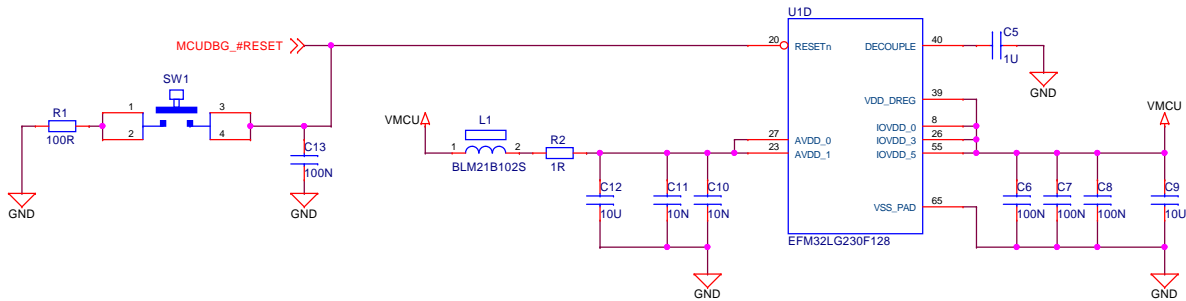 U1D
MCUDBG_#RESET
20
RESETn
DECOUPLE
40
C5
1U
GND
SW1
R1
100R
1
2
3
4
C13
100N
GND
GND
VMCU
L1
1
2
BLM21B102S
R2
1R
27
23
AVDD_0
AVDD_1
VDD_DREG
39
IOVDD_0
8
IOVDD_3
26
IOVDD_5
55
VSS_PAD
65
VMCU
C12
10U
C11
10N
C10
10N
GND
EFM32LG230F128
C6
100N
C7
100N
C8
100N
C9
10U
GND